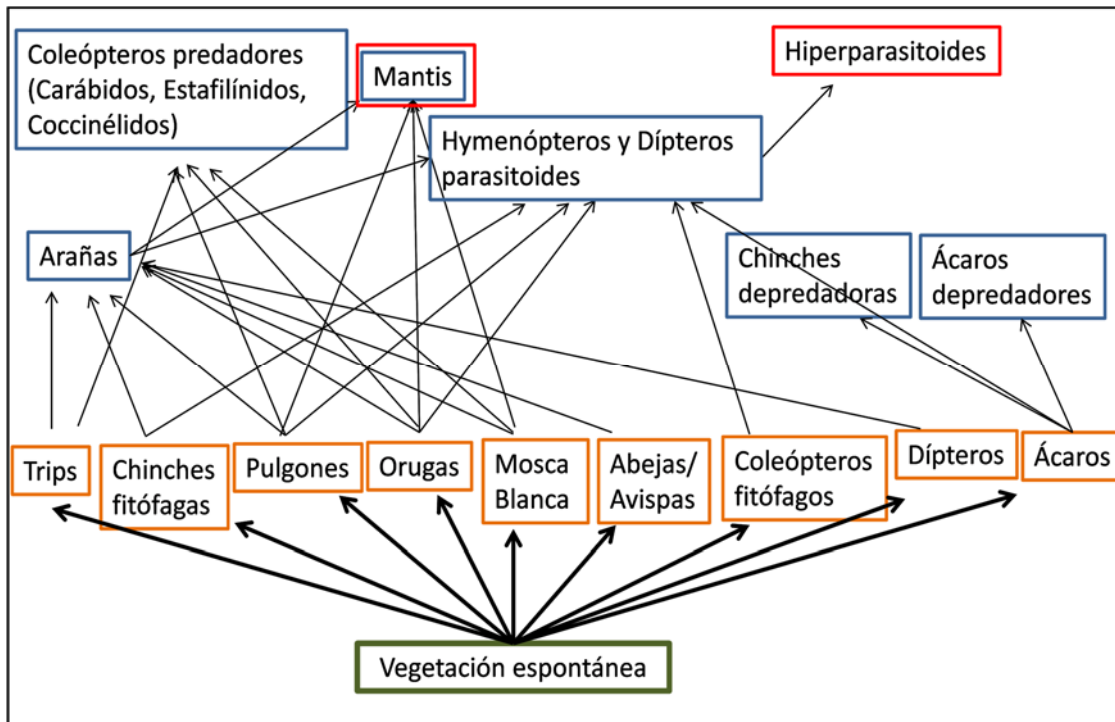 Coleópteros predadores
(Carábidos, Estafilínidos,
Coccinélidos)
Mantis
Hiperparasitoides
Hymenópteros y Dípteros
parasitoides
Arañas
Chinches
depredadoras
Ácaros
depredadores
Trips
Chinches
fitófagas
Pulgones
Orugas
Mosca
Blanca
Abejas/
Avispas
Coleópteros
fitófagos
Dípteros
Ácaros
Vegetación espontánea